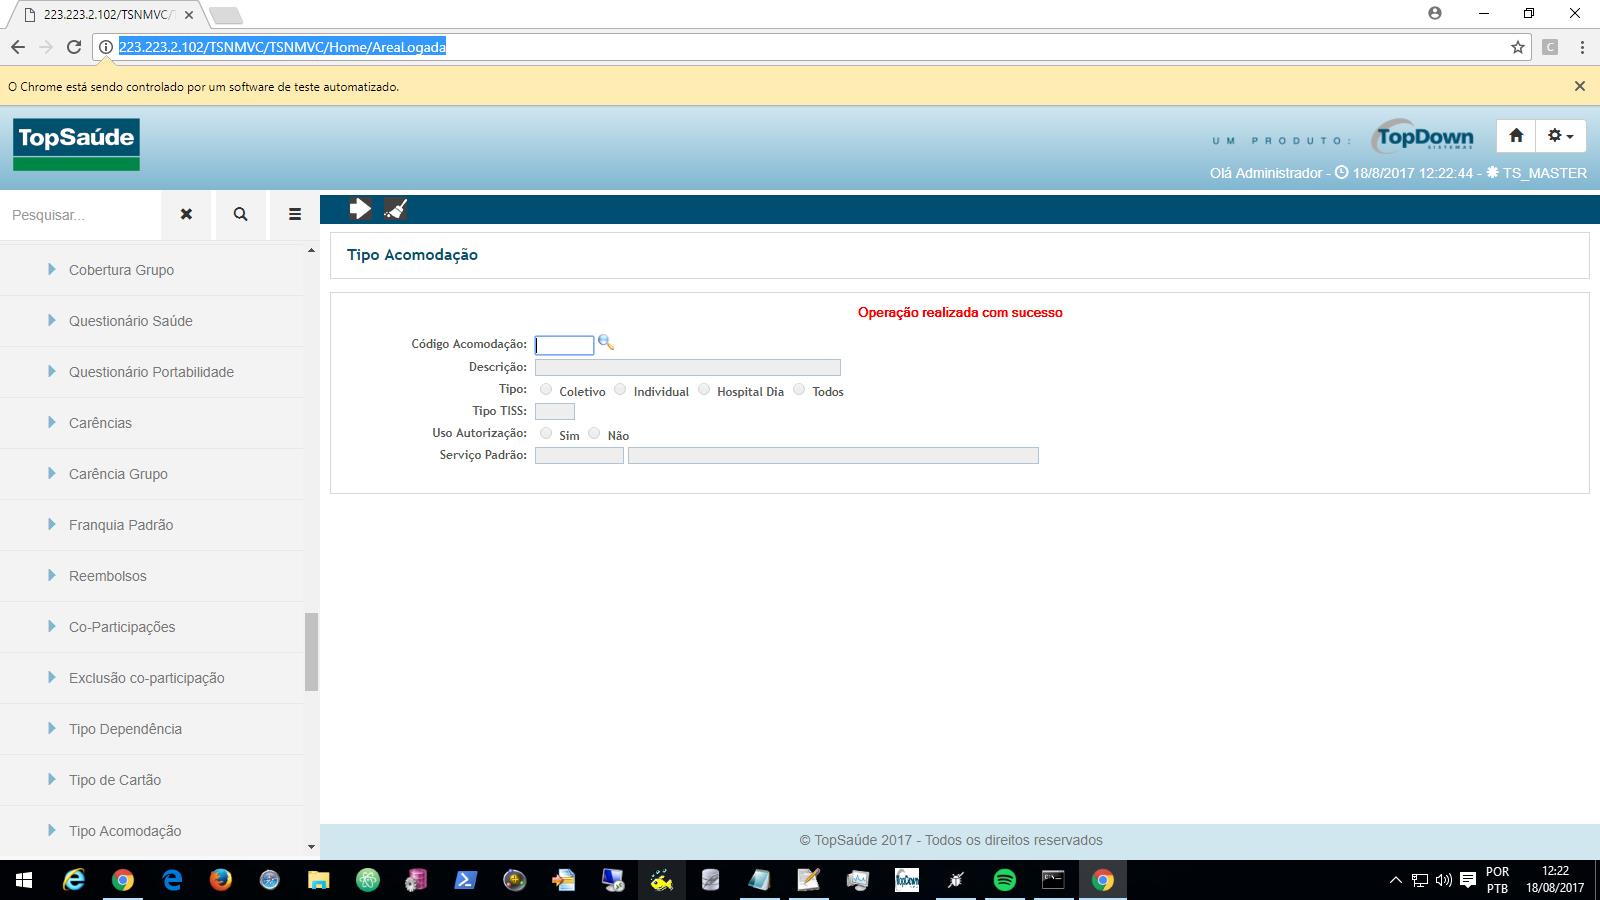 223.223.2.102/TSNMVC/T
223.223.2.102/TSNMVC/TSNMVC/Home/AreaLogada
C
O Chrome está sendo controlado por um software de teste automatizado.
TopSaúde
UM PRODUTO:
TopDown
SISTEMAS
Olá Administrador - 18/8/2017 12:22:44 - TS_MASTER
Pesquisar...
Cobertura Grupo
Questionário Saúde
Questionário Portabilidade
Carências
Carência Grupo
Franquia Padrão
Reembolsos
Co-Participações
Exclusão co-participação
Tipo Dependência
Tipo de Cartão
Tipo Acomodação
Tipo Acomodação
Operação realizada com sucesso
Código Acomodação:
Descrição:
Tipo: Coletivo Individual Hospital Dia Todos
Tipo TISS:
Uso Autorização: Sim Não
Serviço Padrão:
© TopSaúde 2017 - Todos os direitos reservados
TopDown
POR
PTB
12:22
18/08/2017